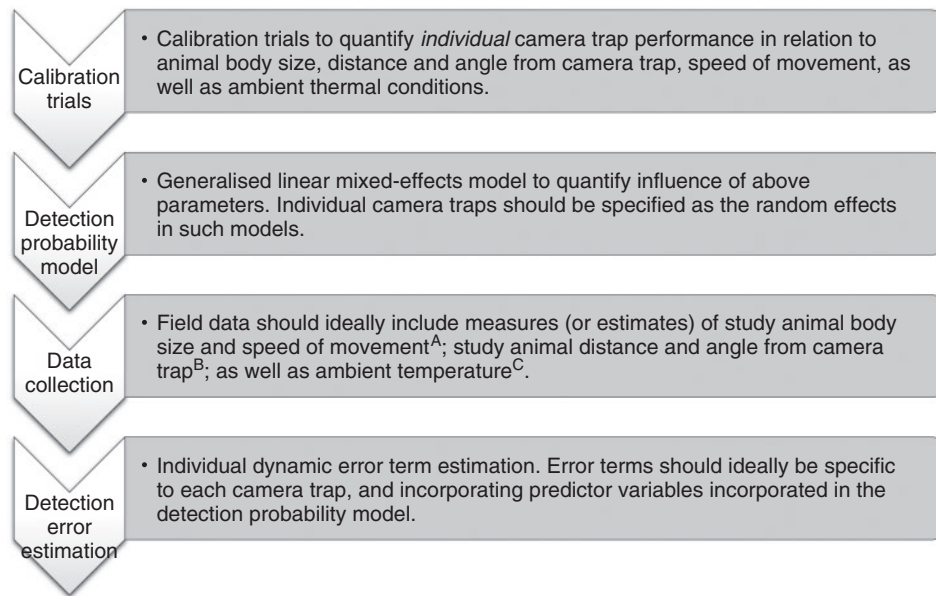 Calibration
trials
• Calibration trials to quantify individual camera trap performance in relation to
animal body size, distance and angle from camera trap, speed of movement, as
well as ambient thermal conditions.
Detection
probability
model
• Generalised linear mixed-effects model to quantify influence of above
parameters. Individual camera traps should be specified as the random effects
in such models.
Data
collection
• Field data should ideally include measures (or estimates) of study animal body
size and speed of movementA; study animal distance and angle from camera
trapB; as well as ambient temperatureC.
Detection
error
estimation
• Individual dynamic error term estimation. Error terms should ideally be specific
to each camera trap, and incorporating predictor variables incorporated in the
detection probability model.